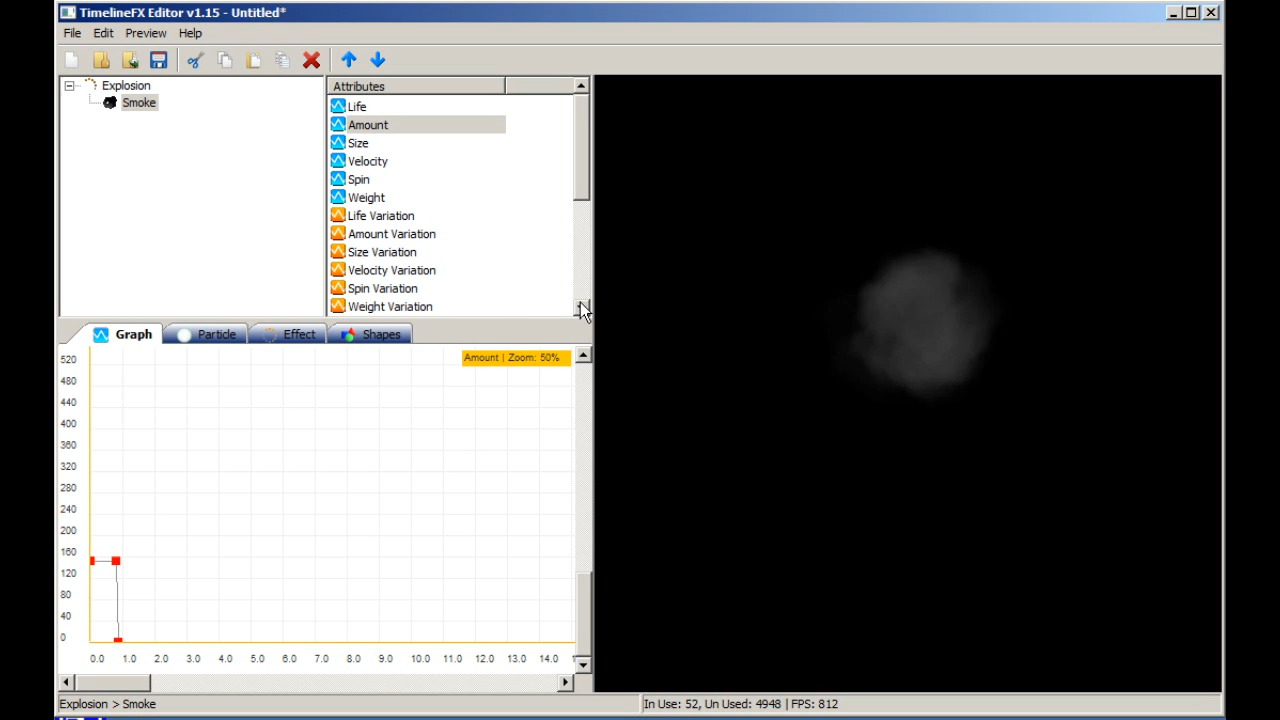 TimelineFX Editor v1.15 - Untitled*
File Edit Preview Help
Explosion
Smoke
Attributes
Life
Amount
Size
Velocity
Spin
Weight
Life Variation
Amount Variation
Size Variation
Velocity Variation
Spin Variation
Weight Variation
Graph Particle Effect Shapes
Amount | Zoom: 50%
520
480
440
400
360
320
280
240
200
160
120
80
40
0
0.0 1.0 2.0 3.0 4.0 5.0 6.0 7.0 8.0 9.0 10.0 11.0 12.0 13.0 14.0
Explosion > Smoke
In Use: 52, Un Used: 4948 | FPS: 812